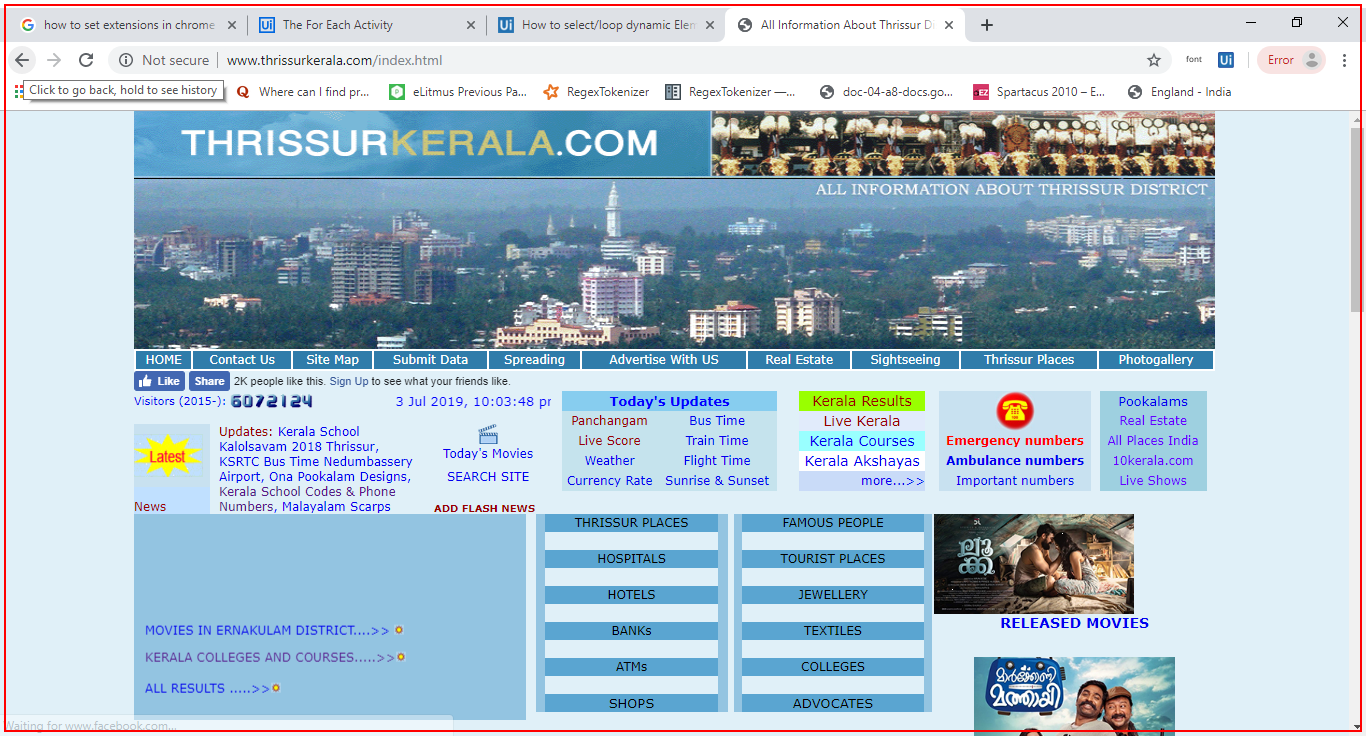 how to set extensions in chrome
The For Each Activity
How to select/loop dynamic Elem
All Information About Thrissur Di
Not secure
www.thrissurkerala.com/index.html
font
Ui
Error
Click to go back, hold to see history
Where can I find pr...
eLitmus Previous Pa...
RegexTokenizer
RegexTokenizer —...
doc-04-a8-docs.go...
Spartacus 2010 – E...
England - India
THRISSURKERALA.COM
ALL INFORMATION ABOUT THRISSUR DISTRICT
HOME Contact Us Site Map Submit Data Spreading Advertise With US Real Estate Sightseeing Thrissur Places Photogallery
Like Share 2K people like this. Sign Up to see what your friends like.
Visitors (2015-): 6072124
3 Jul 2019, 10:03:48 pm
Latest
News
Updates: Kerala School
Kalolsavam 2018 Thrissur,
KSRTC Bus Time Nedumbassery
Airport, Ona Pookalam Designs,
Kerala School Codes & Phone
Numbers, Malayalam Scarps
Today's Movies
SEARCH SITE
ADD FLASH NEWS
Today's Updates
Panchangam Bus Time
Live Score Train Time
Weather Flight Time
Currency Rate Sunrise & Sunset
Kerala Results
Live Kerala
Kerala Courses
Kerala Akshayas
more...>>
Emergency numbers
Ambulance numbers
Important numbers
Pookalams
Real Estate
All Places India
10kerala.com
Live Shows
MOVIES IN ERNAKULAM DISTRICT....>>
KERALA COLLEGES AND COURSES.....>>
ALL RESULTS .....>>
THRISSUR PLACES
HOSPITALS
HOTELS
BANKs
ATMs
SHOPS
FAMOUS PEOPLE
TOURIST PLACES
JEWELLERY
TEXTILES
COLLEGES
ADVOCATES
ലൂക്ക
RELEASED MOVIES
മാർക്കോണി
മത്തായി
Waiting for www.facebook.com...